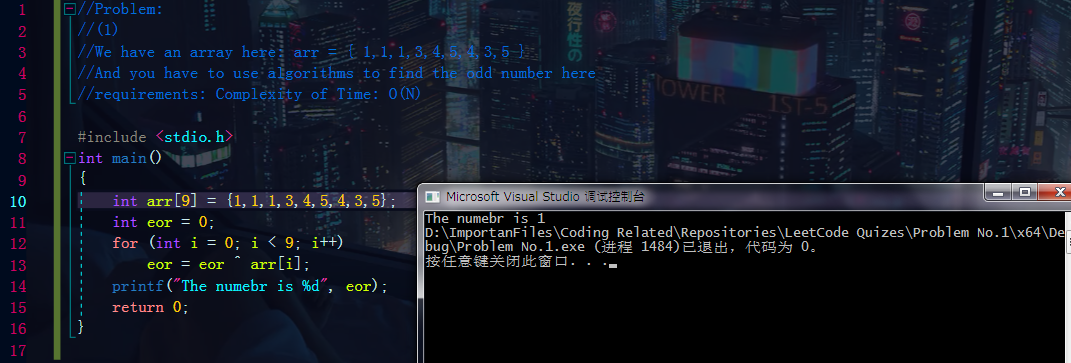 1 //Problem:
2 //(1)
3 //We have an array here: arr = { 1,1,1,3,4,5,4,3,5 }
4 //And you have to use algorithms to find the odd number here
5 //requirements: Complexity of Time: O(N)
6
7 #include <stdio.h>
8 int main()
9 {
10 int arr[9] = {1,1,1,3,4,5,4,3,5};
11 int eor = 0;
12 for (int i = 0; i < 9; i++)
13 eor = eor ^ arr[i];
14 printf("The numebr is %d", eor);
15 return 0;
16 }
17
夜行性の
TOWER
1ST-5
Microsoft Visual Studio 调试控制台
The numebr is 1
D:\ImportanFiles\Coding Related\Repositories\LeetCode Quizes\Problem No.1\x64\De
bug\Problem No.1.exe (进程 1484)已退出，代码为 0。
按任意键关闭此窗口. . .